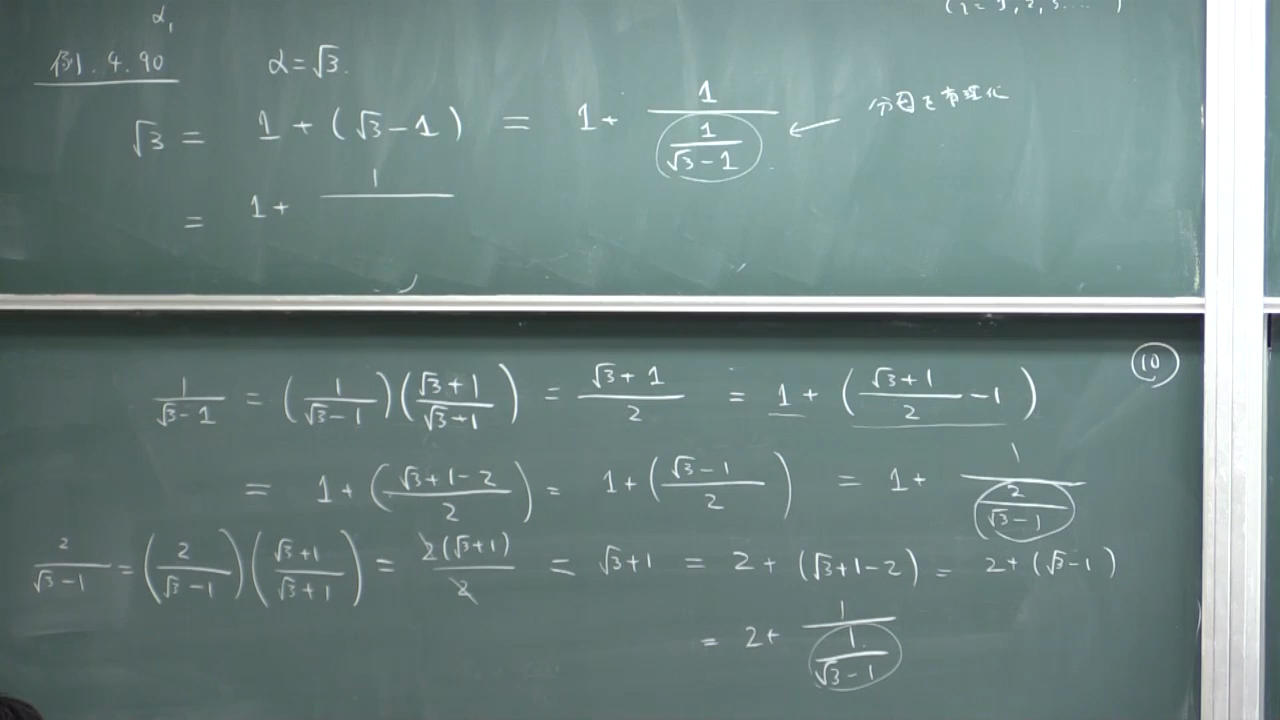 α₁
(i = 1, 2, 3 .... )
例1.4.90 α = √3.
√3 = 1 + (√3 - 1) = 1 + 1/(1/(√3 - 1)) ← 分母を有理化
= 1 + 1/
⑩
1/(√3 - 1) = (1/(√3 - 1))((√3 + 1)/(√3 + 1)) = (√3 + 1)/2 = 1 + ((√3 + 1)/2 - 1)
= 1 + ((√3 + 1 - 2)/2) = 1 + ((√3 - 1)/2) = 1 + 1/(2/(√3 - 1))
2/(√3 - 1) = (2/(√3 - 1))((√3 + 1)/(√3 + 1)) = 2(√3 + 1)/2 = √3 + 1 = 2 + (√3 + 1 - 2) = 2 + (√3 - 1)
= 2 + 1/(1/(√3 - 1))